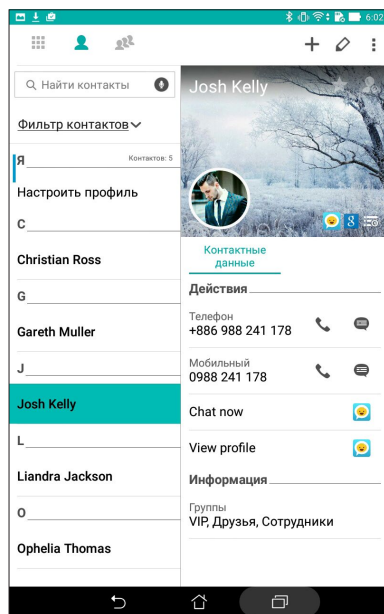 6:02
Найти контакты
Фильтр контактов
Я
Контактов: 5
Настроить профиль
C
Christian Ross
G
Gareth Muller
J
Josh Kelly
L
Liandra Jackson
O
Ophelia Thomas
Josh Kelly
8
Контактные
данные
Действия
Телефон
+886 988 241 178
Мобильный
0988 241 178
Chat now
View profile
Информация
Группы
VIP, Друзья, Сотрудники